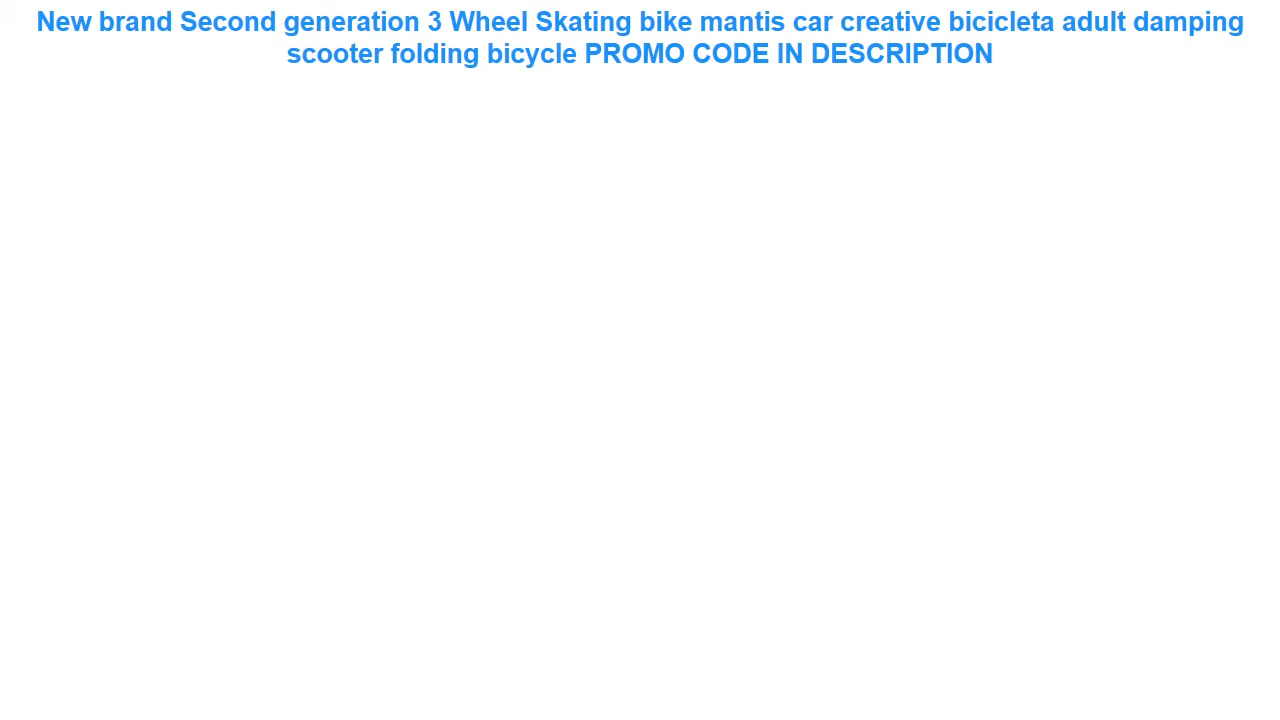 New brand Second generation 3 Wheel Skating bike mantis car creative bicicleta adult damping
scooter folding bicycle PROMO CODE IN DESCRIPTION